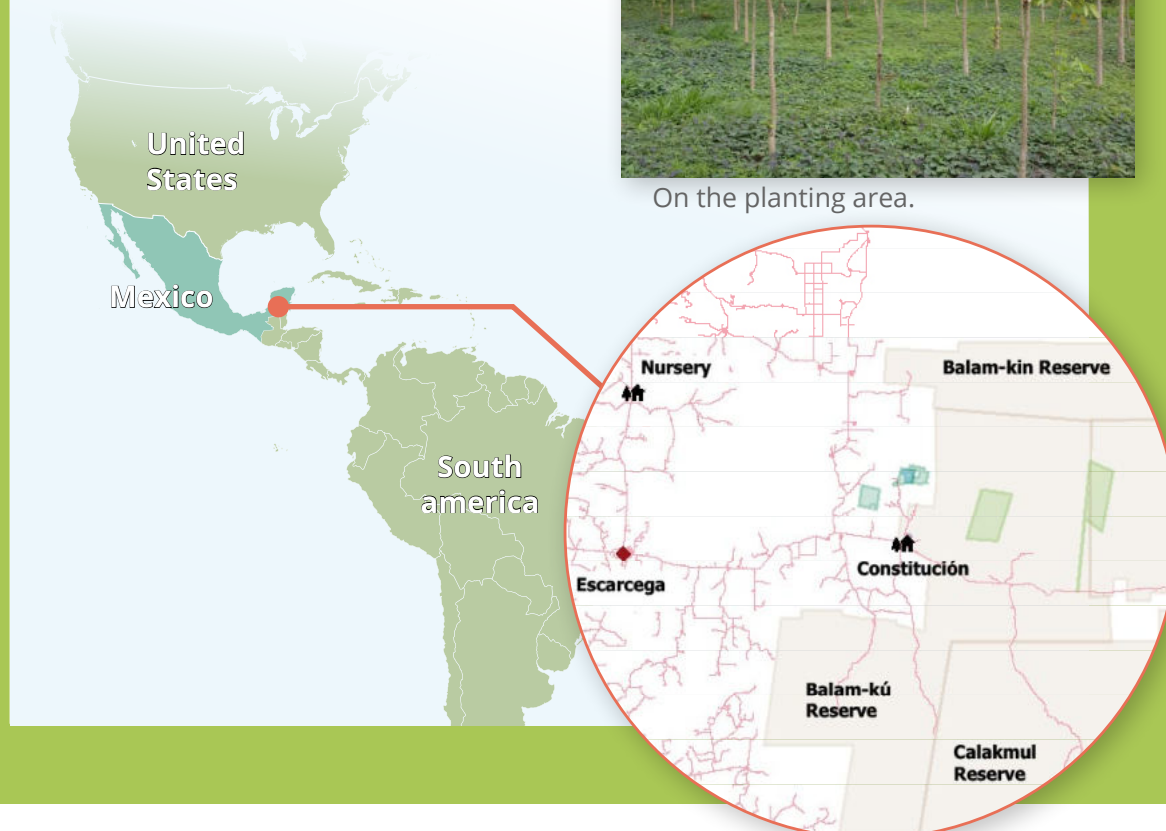 United
States
On the planting area.
Mexico
Nursery
Balam-kin Reserve
South
america
Constitución
Escarcega
Balam-kú
Reserve
Calakmul
Reserve